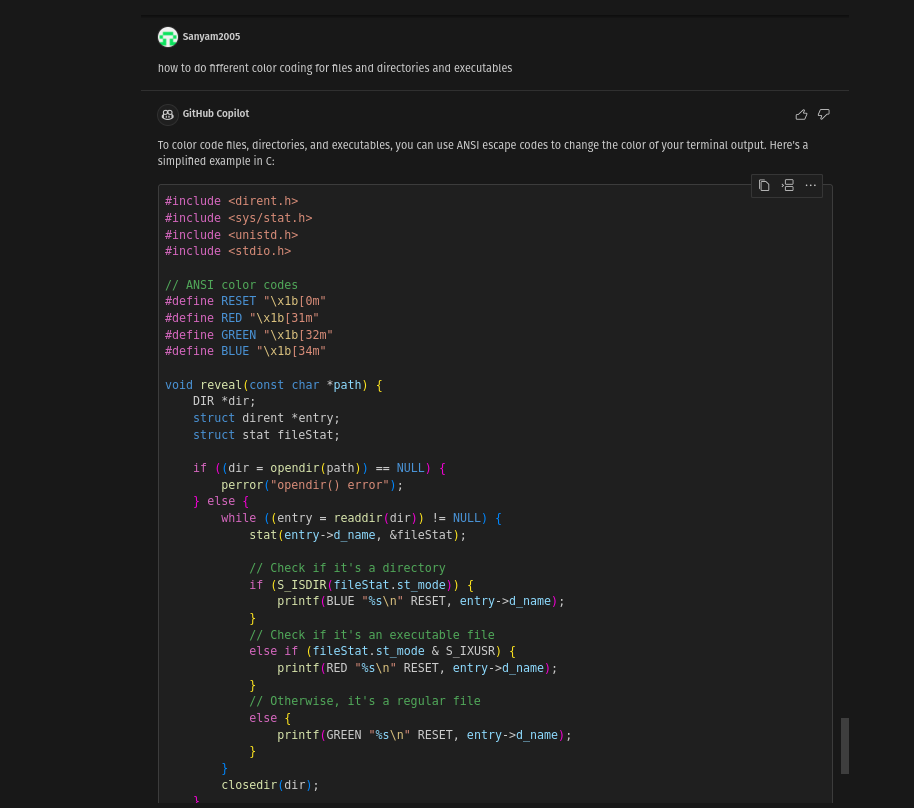 Sanyam2005
how to do fifferent color coding for files and directories and executables
GitHub Copilot
To color code files, directories, and executables, you can use ANSI escape codes to change the color of your terminal output. Here's a
simplified example in C:
#include <dirent.h>
#include <sys/stat.h>
#include <unistd.h>
#include <stdio.h>
// ANSI color codes
#define RESET "\x1b[0m"
#define RED "\x1b[31m"
#define GREEN "\x1b[32m"
#define BLUE "\x1b[34m"
void reveal(const char *path) {
    DIR *dir;
    struct dirent *entry;
    struct stat fileStat;
    if ((dir = opendir(path)) == NULL) {
        perror("opendir() error");
    } else {
        while ((entry = readdir(dir)) != NULL) {
            stat(entry->d_name, &fileStat);
            // Check if it's a directory
            if (S_ISDIR(fileStat.st_mode)) {
                printf(BLUE "%s\n" RESET, entry->d_name);
            }
            // Check if it's an executable file
            else if (fileStat.st_mode & S_IXUSR) {
                printf(RED "%s\n" RESET, entry->d_name);
            }
            // Otherwise, it's a regular file
            else {
                printf(GREEN "%s\n" RESET, entry->d_name);
            }
        }
        closedir(dir);
    }